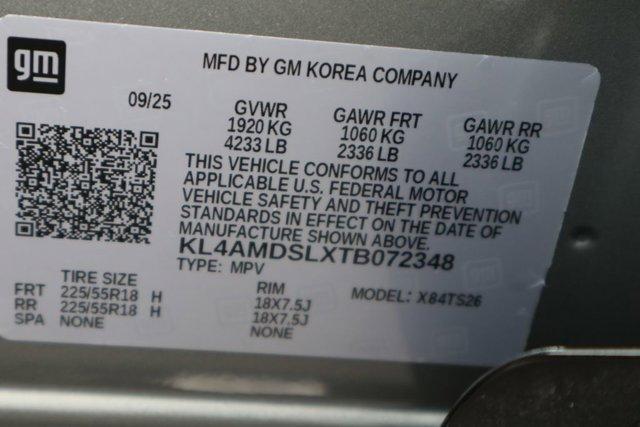 gm
MFD BY GM KOREA COMPANY
09/25
GVWR
1920 KG
4233 LB
GAWR FRT
1060 KG
2336 LB
GAWR RR
1060 KG
2336 LB
THIS VEHICLE CONFORMS TO ALL
APPLICABLE U.S. FEDERAL MOTOR
VEHICLE SAFETY AND THEFT PREVENTION
STANDARDS IN EFFECT ON THE DATE OF
MANUFACTURE SHOWN ABOVE.
KL4AMDSLXTB072348
TYPE: MPV
TIRE SIZE
RIM
MODEL: X84TS26
FRT 225/55R18 H 18X7.5J
RR 225/55R18 H 18X7.5J
SPA NONE NONE